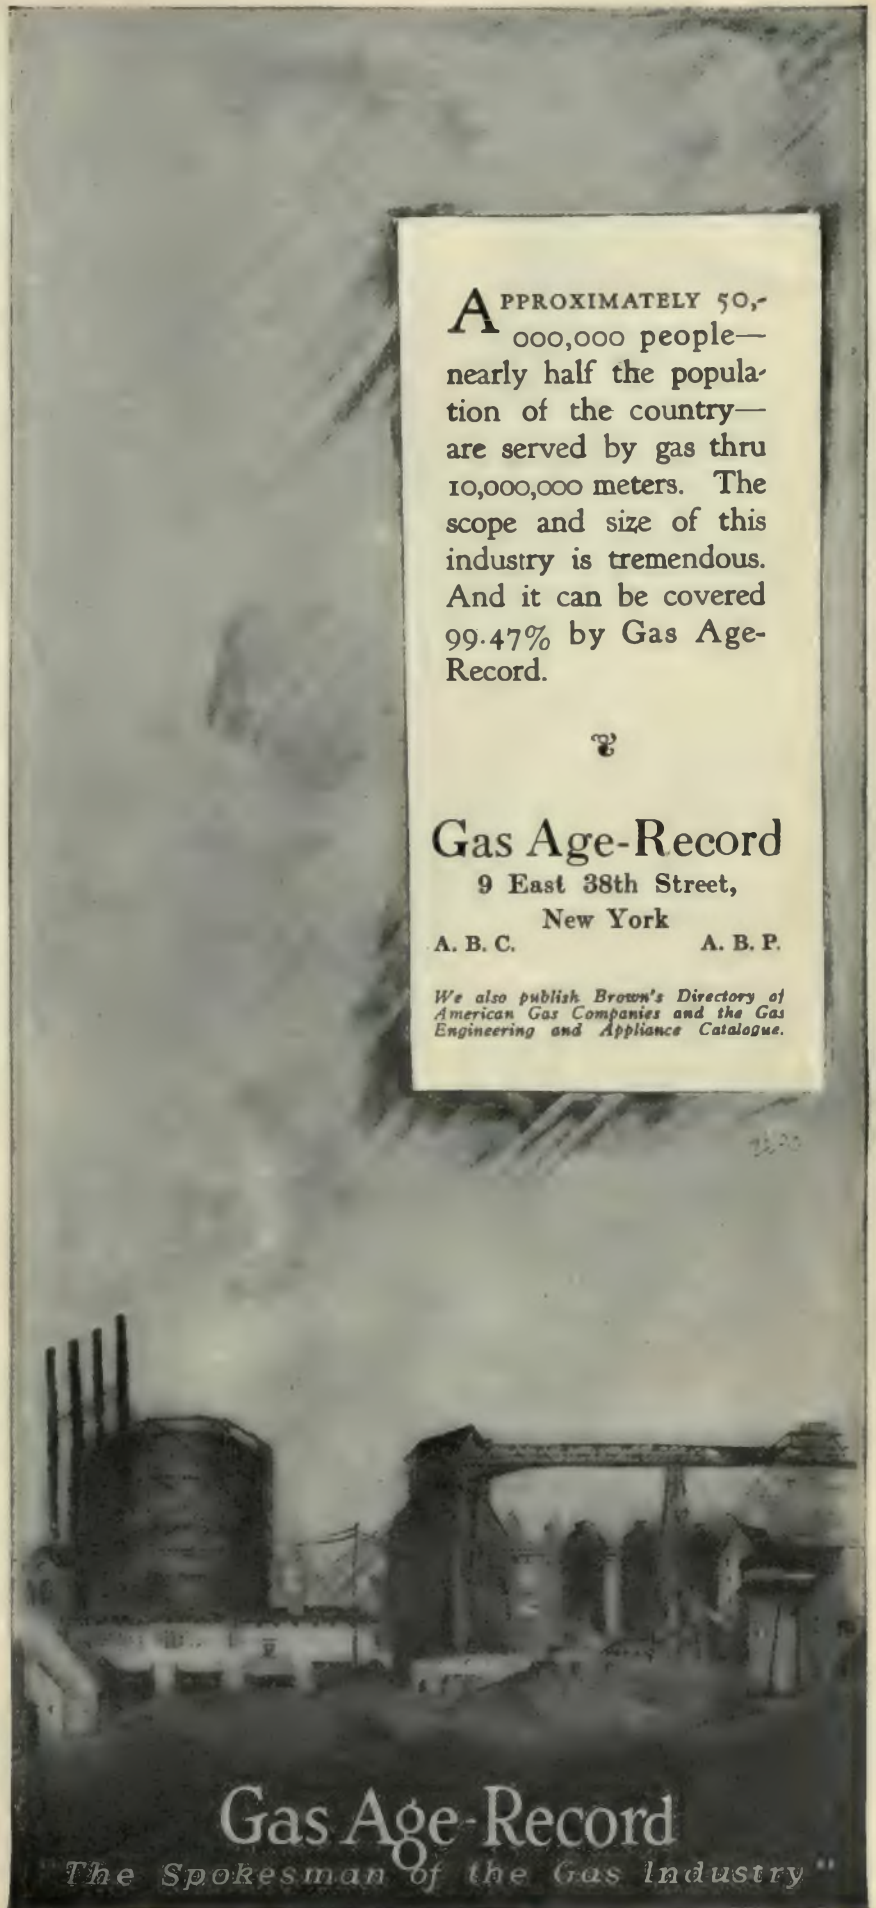 APPROXIMATELY 50,-
000,000 people—
nearly half the popula-
tion of the country—
are served by gas thru
10,000,000 meters. The
scope and size of this
industry is tremendous.
And it can be covered
99.47% by Gas Age-
Record.
Gas Age-Record
9 East 38th Street,
New York
A. B. C. A. B. P.
We also publish Brown's Directory of
American Gas Companies and the Gas
Engineering and Appliance Catalogue.
Gas Age-Record
"The Spokesman of the Gas Industry"